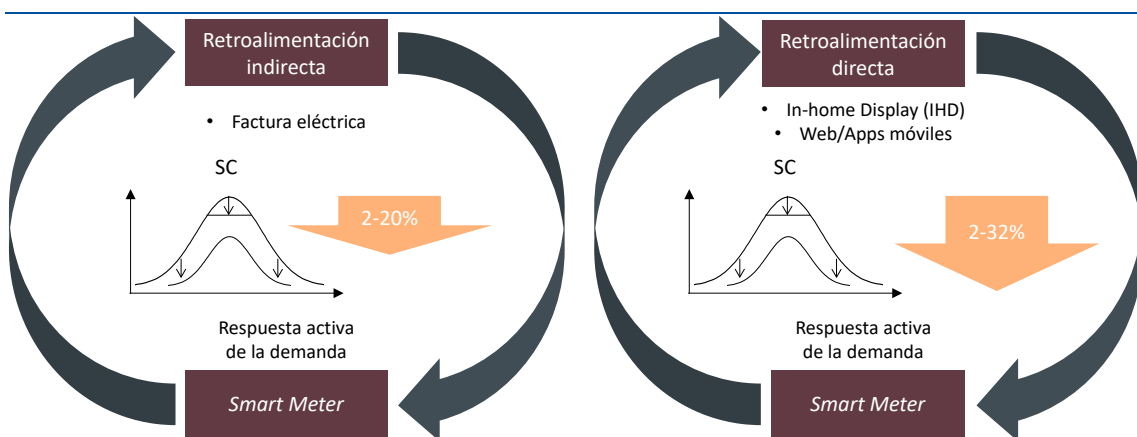 Retroalimentación
indirecta
• Factura eléctrica
SC
2-20%
Respuesta activa
de la demanda
Smart Meter
Retroalimentación
directa
• In-home Display (IHD)
• Web/Apps móviles
SC
2-32%
Respuesta activa
de la demanda
Smart Meter